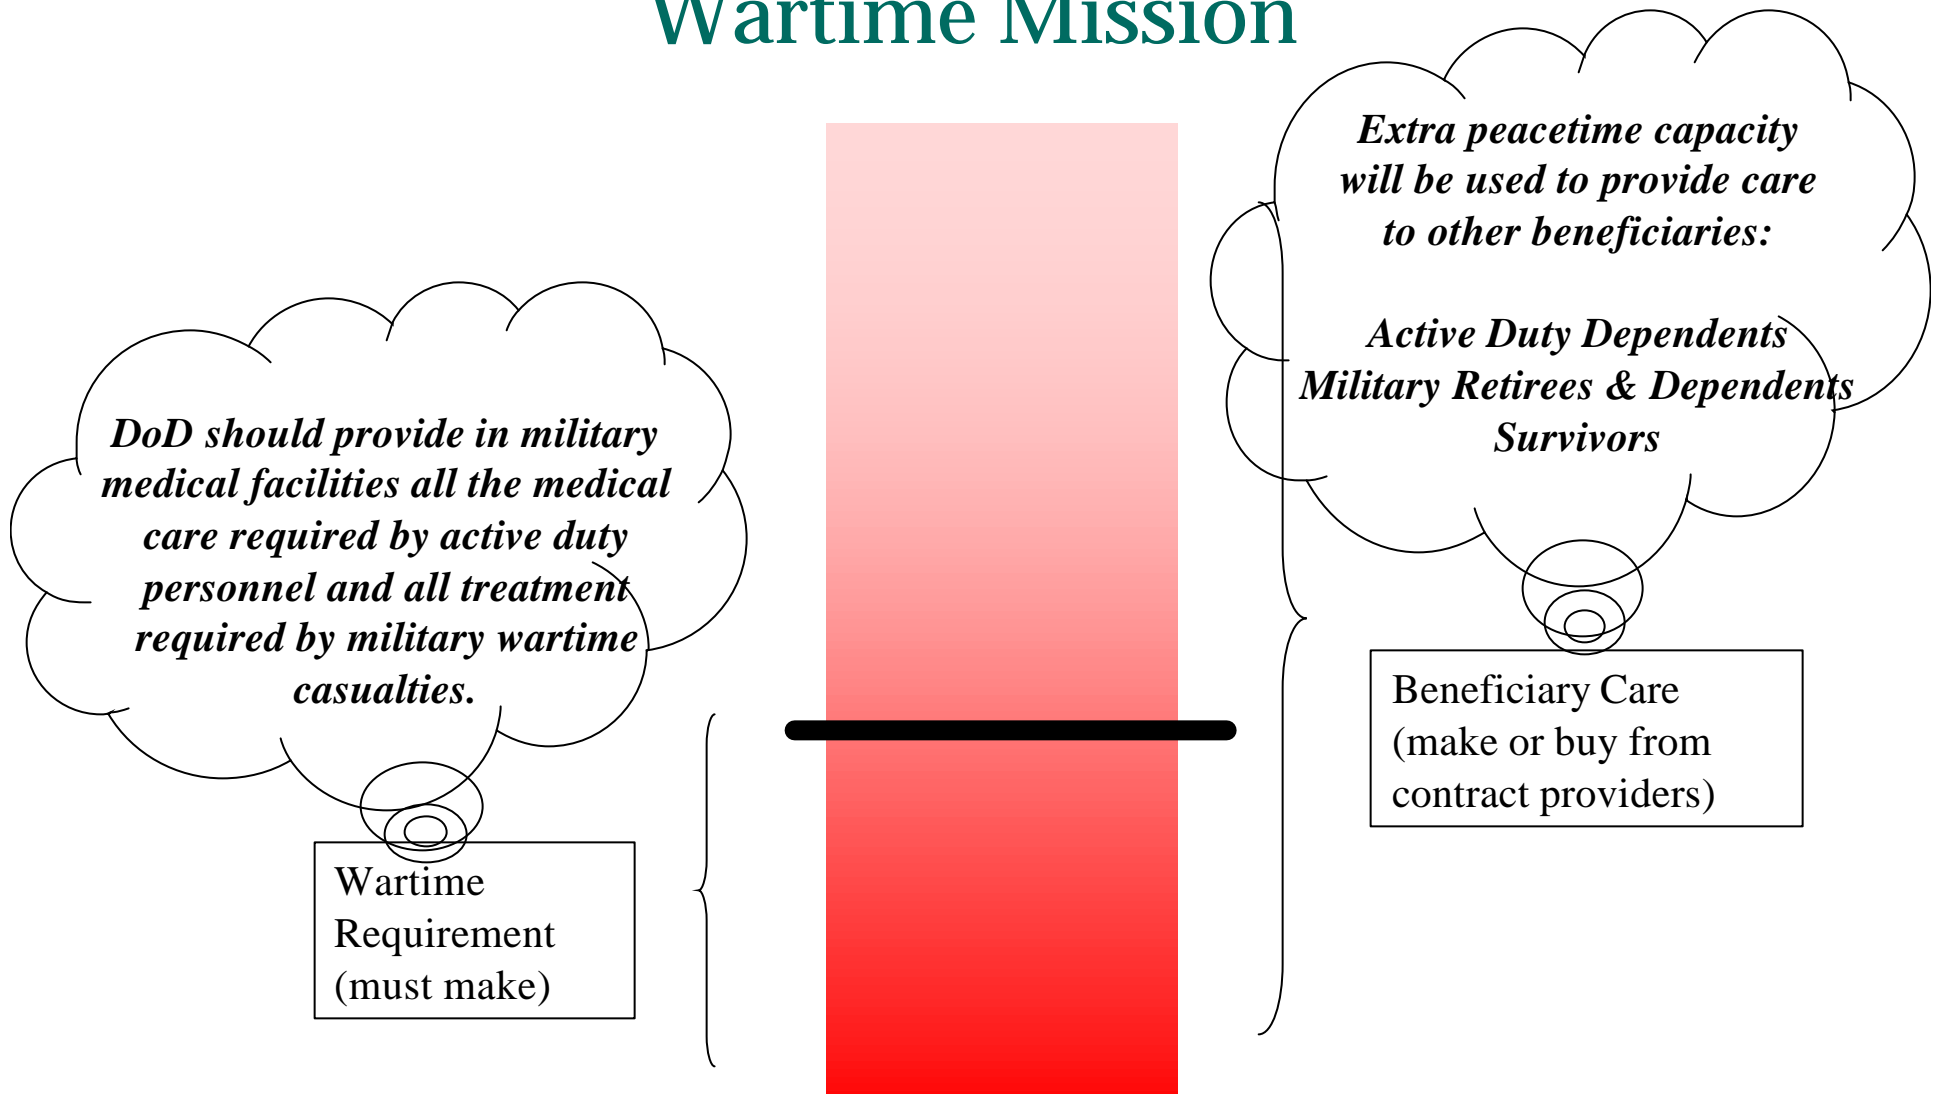 Wartime Mission
Extra peacetime capacity
will be used to provide care
to other beneficiaries:
Active Duty Dependents
Military Retirees & Dependents
Survivors
DoD should provide in military
medical facilities all the medical
care required by active duty
personnel and all treatment
required by military wartime
casualties.
Beneficiary Care
(make or buy from
contract providers)
Wartime
Requirement
(must make)